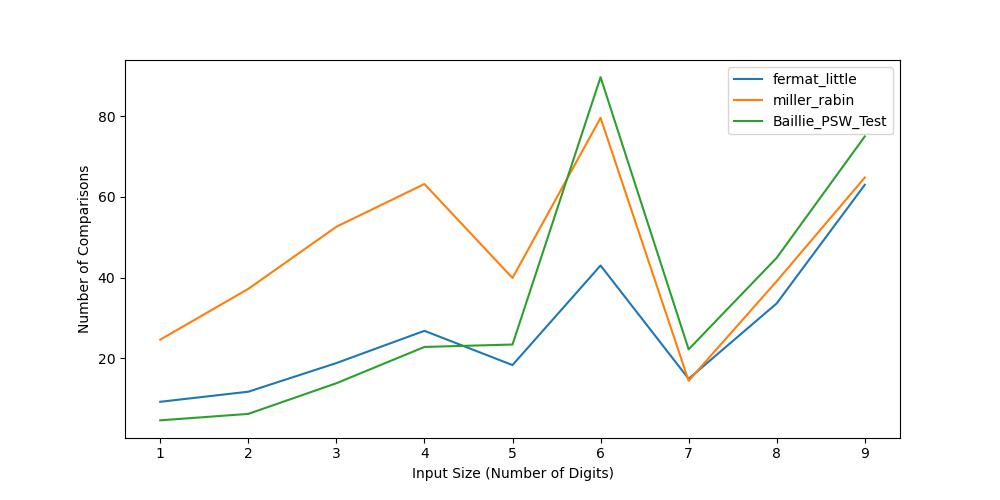 fermat_little
miller_rabin
Baillie_PSW_Test
Number of Comparisons
80
60
40
20
1 2 3 4 5 6 7 8 9
Input Size (Number of Digits)